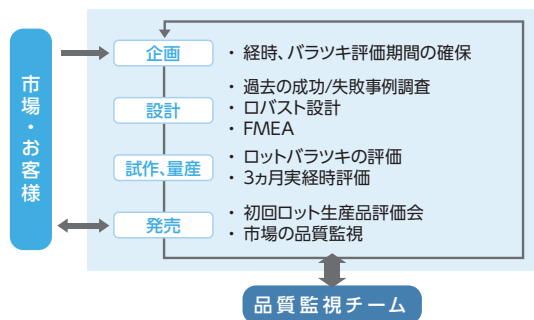 市場・お客様
企画
・ 経時、バラツキ評価期間の確保
設計
・ 過去の成功/失敗事例調査
・ ロバスト設計
・ FMEA
試作、量産
・ ロットバラツキの評価
・ 3ヵ月実経時評価
発売
・ 初回ロット生産品評価会
・ 市場の品質監視
品質監視チーム